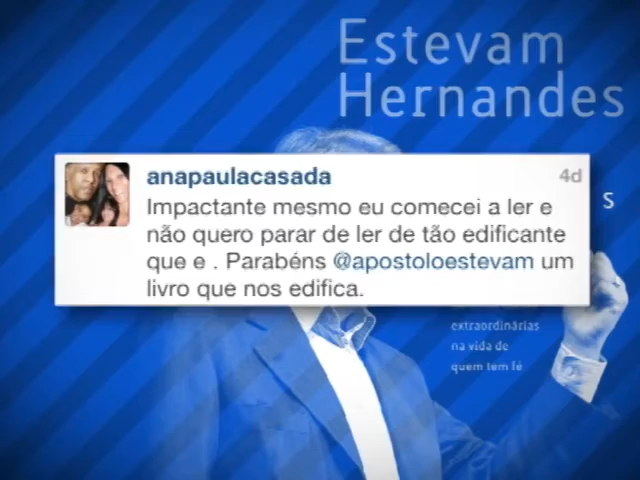 Estevam
Hernandes
anapaulacasada
4d
Impactante mesmo eu comecei a ler e
não quero parar de ler de tão edificante
que e . Parabéns @apostoloestevam um
livro que nos edifica.
s
extraordinárias
na vida de
quem tem fé